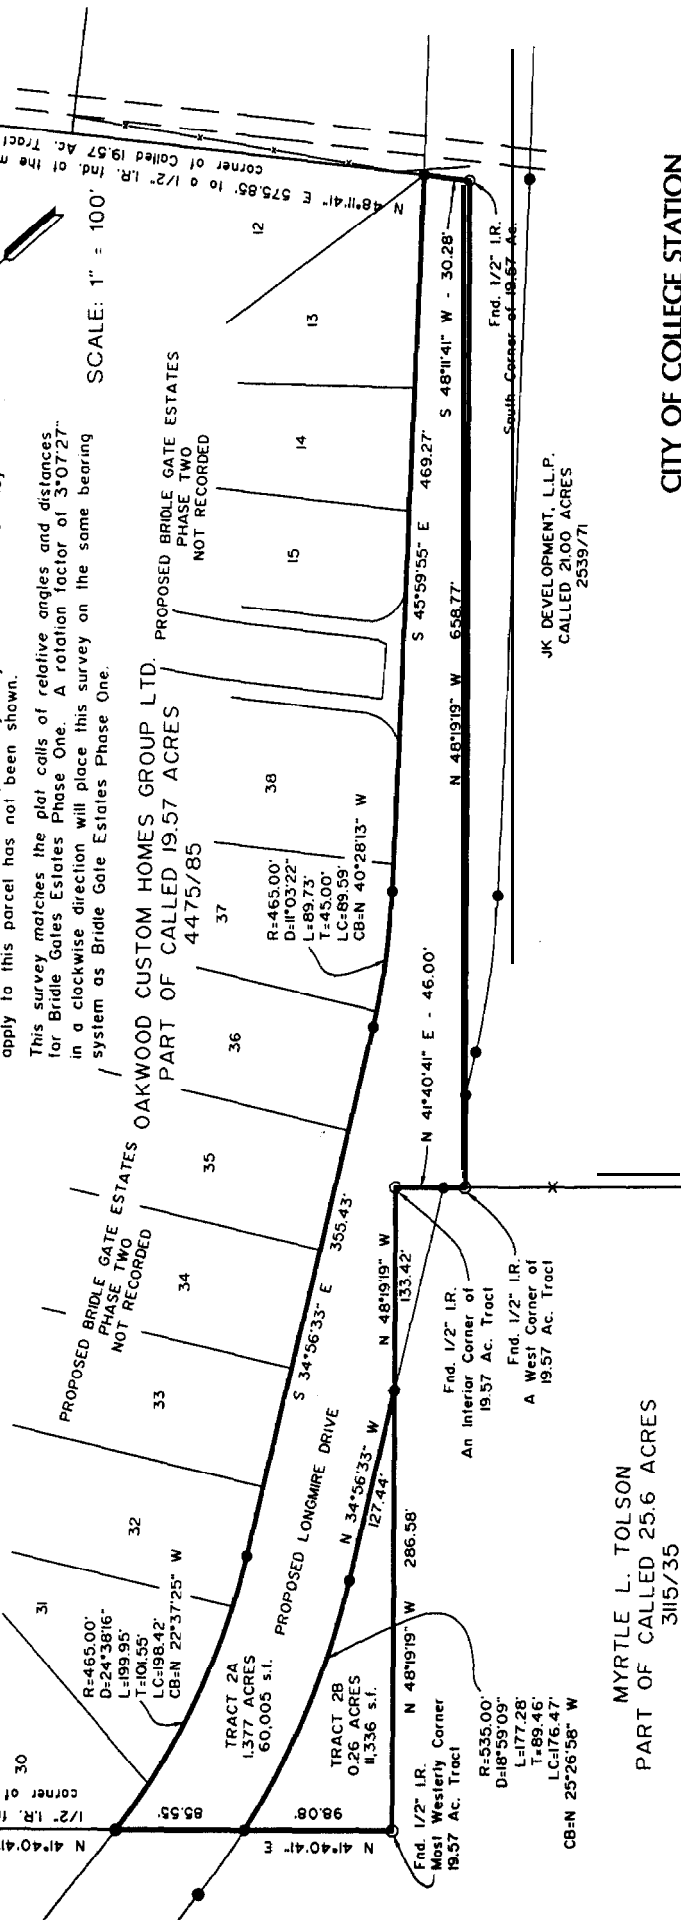 apply to this parcel has not been shown.
This survey matches the plat calls of relative angles and distances
for Bridle Gates Estates Phase One. A rotation factor of 3°07'27"
in a clockwise direction will place this survey on the same bearing
system as Bridle Gate Estates Phase One.
SCALE: 1" = 100'
corner of Called 19.57 Ac. Tract
N 48°11'41" E 575.85' to a 1/2" I.R. fnd. of the m
12
13
14
15
38
37
36
35
34
33
32
31
30
PROPOSED BRIDLE GATE ESTATES
PHASE TWO
NOT RECORDED
OAKWOOD CUSTOM HOMES GROUP LTD.
PART OF CALLED 19.57 ACRES
4475/85
PROPOSED BRIDLE GATE ESTATES
PHASE TWO
NOT RECORDED
R=465.00'
D=11°03'22"
L=89.73'
T=45.00'
LC=89.59'
CB=N 40°28'13" W
S 45°59'55" E 469.27'
S 48°11'41" W - 30.28'
Fnd. 1/2" I.R.
South Corner of 19.57 Ac.
N 48°19'19" W 658.77'
JK DEVELOPMENT, L.L.P.
CALLED 21.00 ACRES
2539/71
CITY OF COLLEGE STATION
N 41°40'41" E - 46.00'
S 34°56'33" E 355.43'
N 48°19'19" W
133.42'
Fnd. 1/2" I.R.
An Interior Corner of
19.57 Ac. Tract
Fnd. 1/2" I.R.
A West Corner of
19.57 Ac. Tract
PROPOSED LONGMIRE DRIVE
N 34°56'33" W
127.44'
N 48°19'19" W 286.58'
R=465.00'
D=24°38'16"
L=199.95'
T=101.55'
LC=198.42'
CB=N 22°37'25" W
TRACT 2A
1.377 ACRES
60,005 s.f.
TRACT 2B
0.26 ACRES
11,336 s.f.
R=535.00'
D=18°59'09"
L=177.28'
T=89.46'
LC=176.47'
CB=N 25°26'58" W
Fnd. 1/2" I.R.
Most Westerly Corner
19.57 Ac. Tract
85.55'
98.08'
N 41°40'41" E
N 41°40'41"
1/2" I.R. f
corner of
MYRTLE L. TOLSON
PART OF CALLED 25.6 ACRES
3115/35